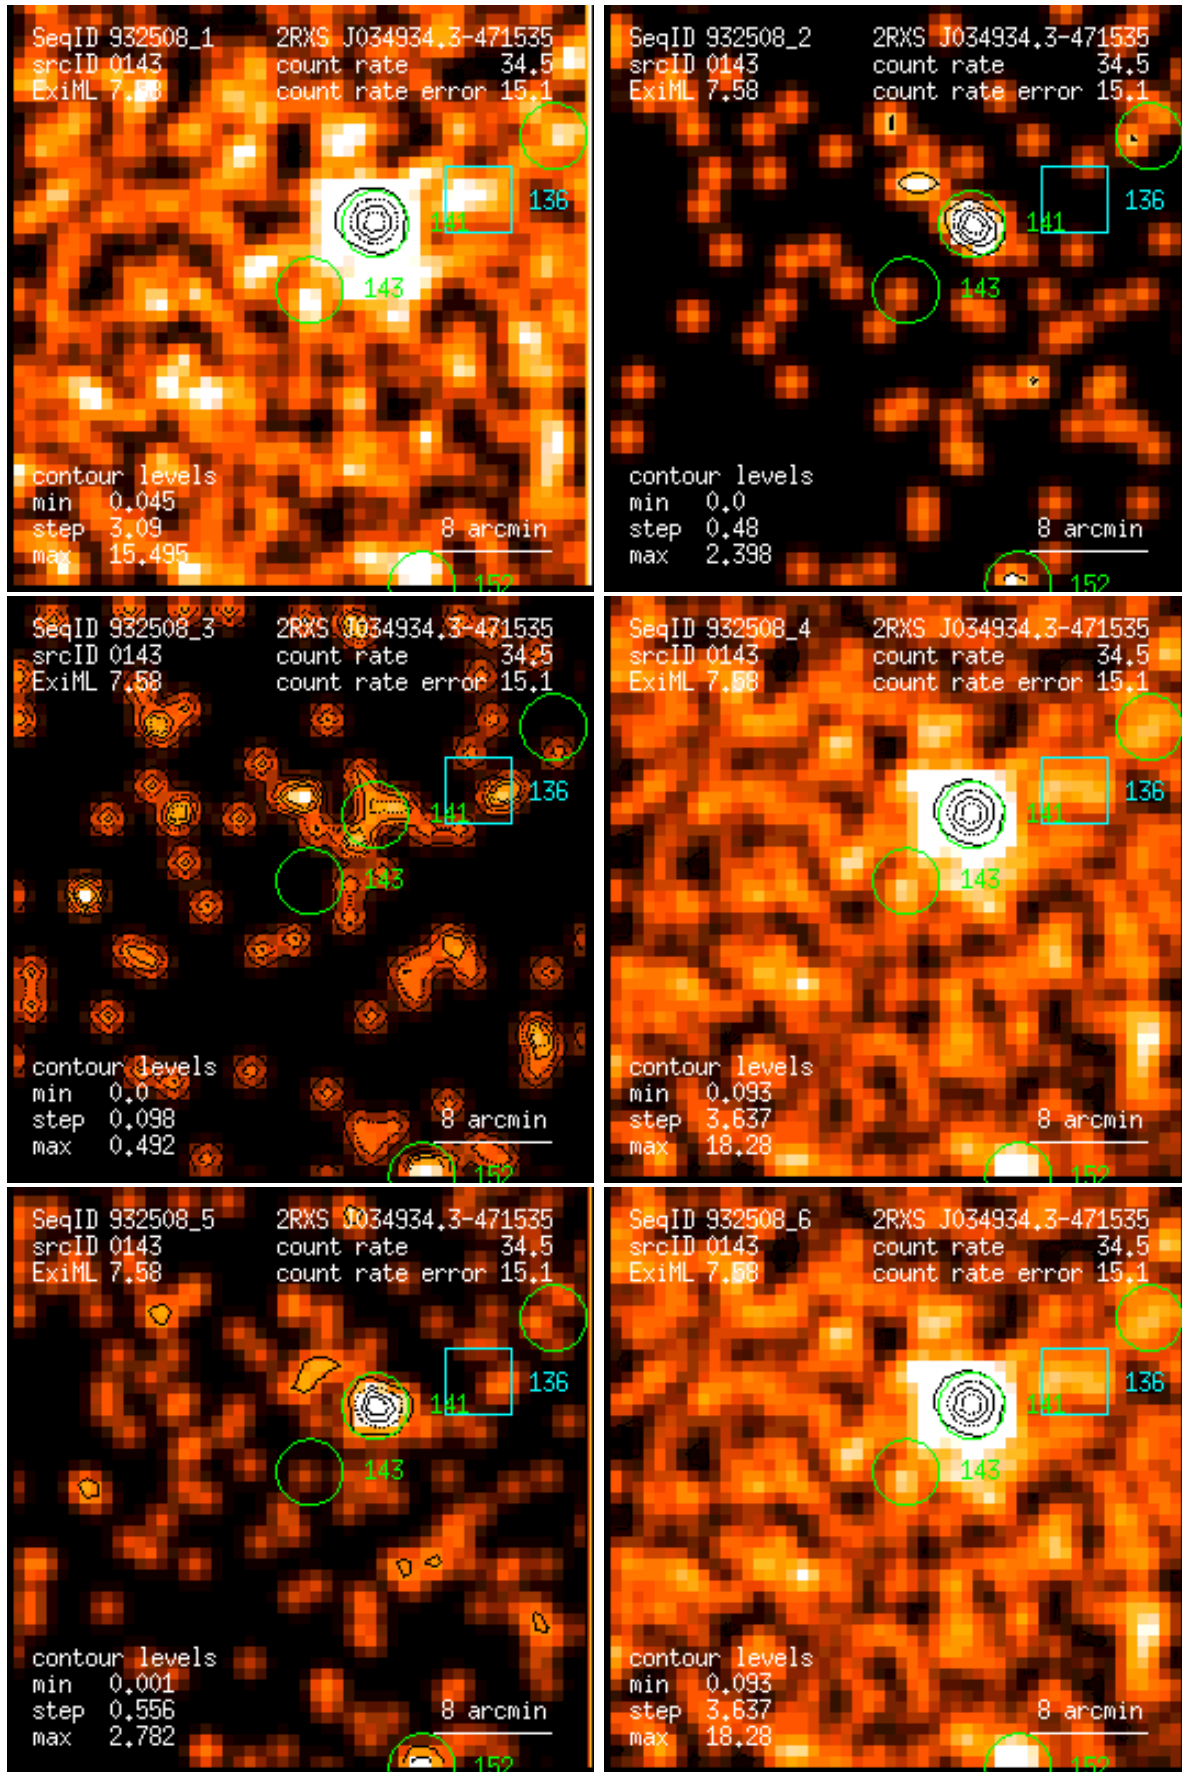 SeqID 932508_1 2RXS J034934.3-471535
srcID 0143 count rate 34.5
ExiML 7.58 count rate error 15.1
136
141
143
contour levels
min 0.045
step 3.09
max 15.495
8 arcmin
152
SeqID 932508_2 2RXS J034934.3-471535
srcID 0143 count rate 34.5
ExiML 7.58 count rate error 15.1
136
141
143
contour levels
min 0.0
step 0.48
max 2.398
8 arcmin
152
SeqID 932508_3 2RXS J034934.3-471535
srcID 0143 count rate 34.5
ExiML 7.58 count rate error 15.1
136
141
143
contour levels
min 0.0
step 0.098
max 0.492
8 arcmin
152
SeqID 932508_4 2RXS J034934.3-471535
srcID 0143 count rate 34.5
ExiML 7.58 count rate error 15.1
136
141
143
contour levels
min 0.093
step 3.637
max 18.28
8 arcmin
152
SeqID 932508_5 2RXS J034934.3-471535
srcID 0143 count rate 34.5
ExiML 7.58 count rate error 15.1
136
141
143
contour levels
min 0.001
step 0.556
max 2.782
8 arcmin
152
SeqID 932508_6 2RXS J034934.3-471535
srcID 0143 count rate 34.5
ExiML 7.58 count rate error 15.1
136
141
143
contour levels
min 0.093
step 3.637
max 18.28
8 arcmin
152